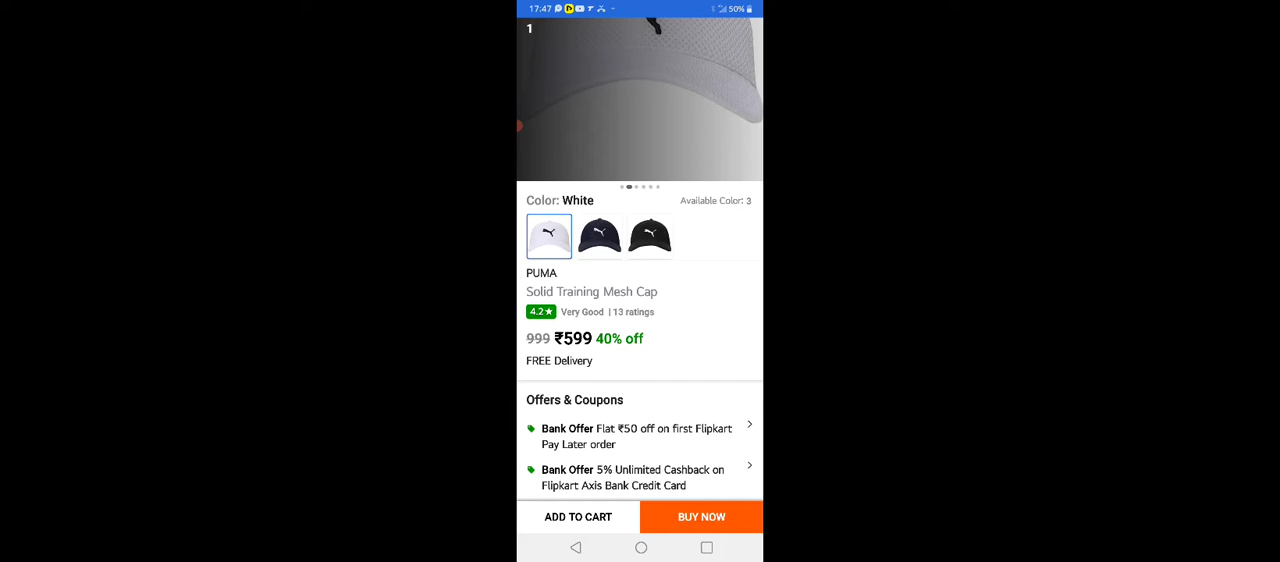 17:47 50%
1
Color: White Available Color: 3
PUMA
Solid Training Mesh Cap
4.2★ Very Good | 13 ratings
999 ₹599 40% off
FREE Delivery
Offers & Coupons
Bank Offer Flat ₹50 off on first Flipkart
Pay Later order
Bank Offer 5% Unlimited Cashback on
Flipkart Axis Bank Credit Card
ADD TO CART BUY NOW